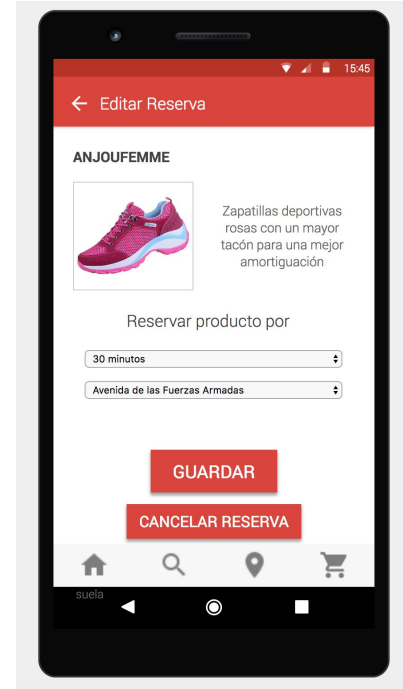 15:45
Editar Reserva
ANJOUFEMME
Zapatillas deportivas
rosas con un mayor
tacón para una mejor
amortiguación
Reservar producto por
30 minutos
Avenida de las Fuerzas Armadas
GUARDAR
CANCELAR RESERVA
suela